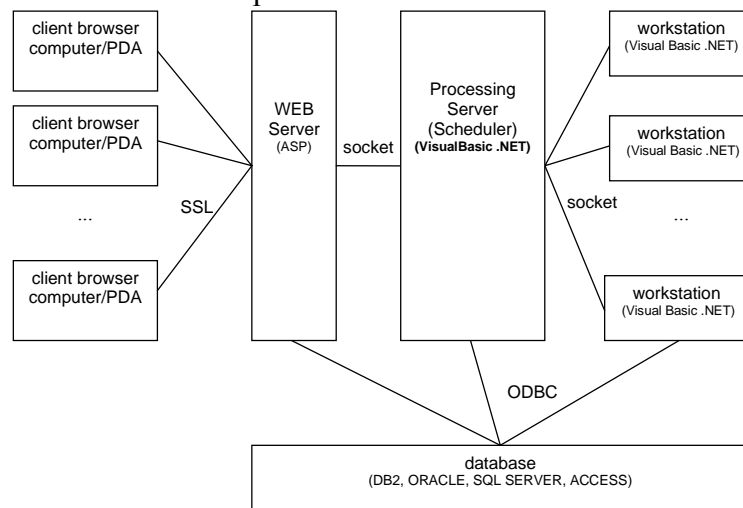 client browser
computer/PDA
client browser
computer/PDA
...
client browser
computer/PDA
SSL
WEB
Server
(ASP)
socket
Processing
Server
(Scheduler)
(VisualBasic .NET)
workstation
(Visual Basic .NET)
workstation
(Visual Basic .NET)
socket
...
workstation
(Visual Basic .NET)
ODBC
database
(DB2, ORACLE, SQL SERVER, ACCESS)